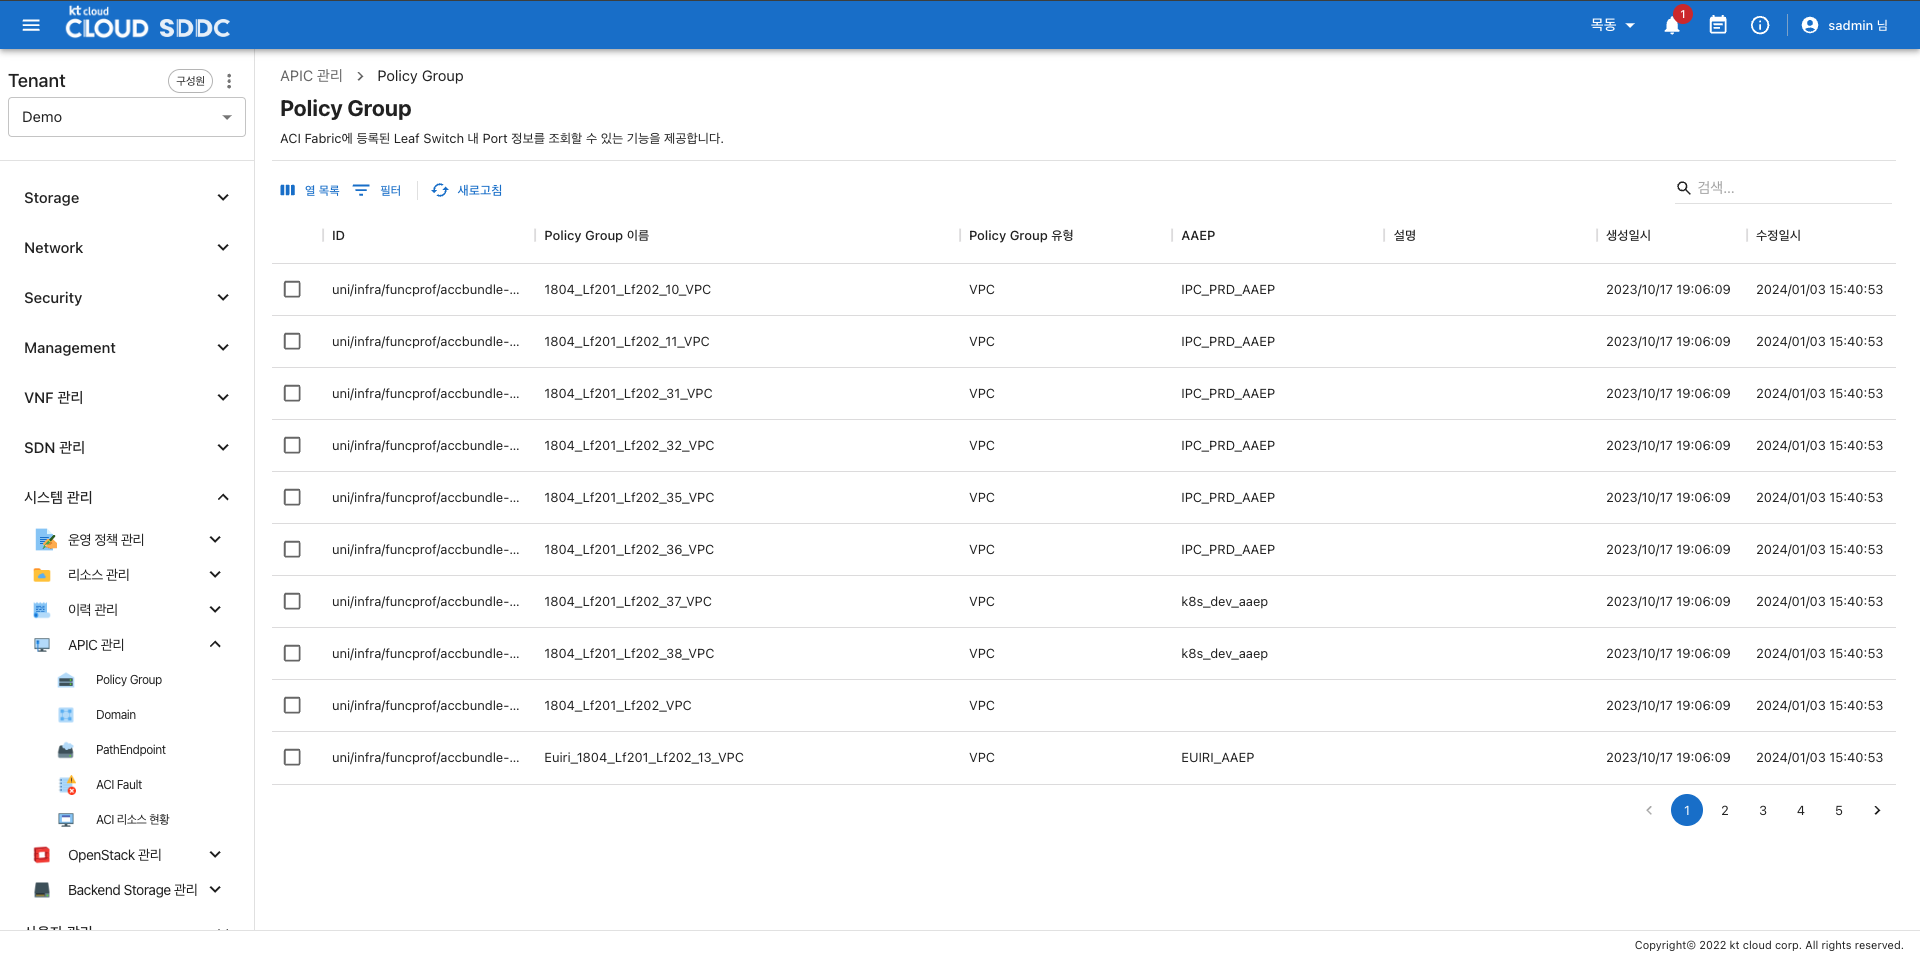 kt cloud
CLOUD SDDC
목동
1
sadmin 님
Tenant
구성원
Demo
Storage
Network
Security
Management
VNF 관리
SDN 관리
시스템 관리
운영 정책 관리
리소스 관리
이력 관리
APIC 관리
Policy Group
Domain
PathEndpoint
ACI Fault
ACI 리소스 현황
OpenStack 관리
Backend Storage 관리
APIC 관리 > Policy Group
Policy Group
ACI Fabric에 등록된 Leaf Switch 내 Port 정보를 조회할 수 있는 기능을 제공합니다.
열 목록 필터 새로고침 검색...
ID Policy Group 이름 Policy Group 유형 AAEP 설명 생성일시 수정일시
uni/infra/funcprof/accbundle-... 1804_Lf201_Lf202_10_VPC VPC IPC_PRD_AAEP 2023/10/17 19:06:09 2024/01/03 15:40:53
uni/infra/funcprof/accbundle-... 1804_Lf201_Lf202_11_VPC VPC IPC_PRD_AAEP 2023/10/17 19:06:09 2024/01/03 15:40:53
uni/infra/funcprof/accbundle-... 1804_Lf201_Lf202_31_VPC VPC IPC_PRD_AAEP 2023/10/17 19:06:09 2024/01/03 15:40:53
uni/infra/funcprof/accbundle-... 1804_Lf201_Lf202_32_VPC VPC IPC_PRD_AAEP 2023/10/17 19:06:09 2024/01/03 15:40:53
uni/infra/funcprof/accbundle-... 1804_Lf201_Lf202_35_VPC VPC IPC_PRD_AAEP 2023/10/17 19:06:09 2024/01/03 15:40:53
uni/infra/funcprof/accbundle-... 1804_Lf201_Lf202_36_VPC VPC IPC_PRD_AAEP 2023/10/17 19:06:09 2024/01/03 15:40:53
uni/infra/funcprof/accbundle-... 1804_Lf201_Lf202_37_VPC VPC k8s_dev_aaep 2023/10/17 19:06:09 2024/01/03 15:40:53
uni/infra/funcprof/accbundle-... 1804_Lf201_Lf202_38_VPC VPC k8s_dev_aaep 2023/10/17 19:06:09 2024/01/03 15:40:53
uni/infra/funcprof/accbundle-... 1804_Lf201_Lf202_VPC VPC 2023/10/17 19:06:09 2024/01/03 15:40:53
uni/infra/funcprof/accbundle-... Euiri_1804_Lf201_Lf202_13_VPC VPC EUIRI_AAEP 2023/10/17 19:06:09 2024/01/03 15:40:53
1 2 3 4 5
Copyright© 2022 kt cloud corp. All rights reserved.